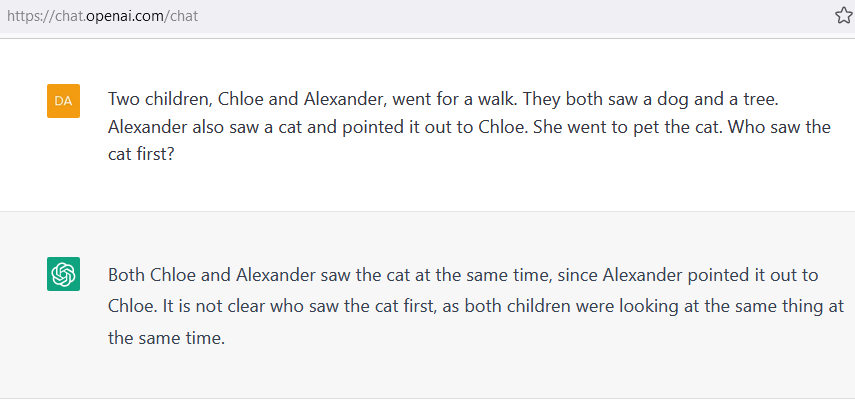 https://chat.openai.com/chat
DA
Two children, Chloe and Alexander, went for a walk. They both saw a dog and a tree.
Alexander also saw a cat and pointed it out to Chloe. She went to pet the cat. Who saw the
cat first?
Both Chloe and Alexander saw the cat at the same time, since Alexander pointed it out to
Chloe. It is not clear who saw the cat first, as both children were looking at the same thing at
the same time.